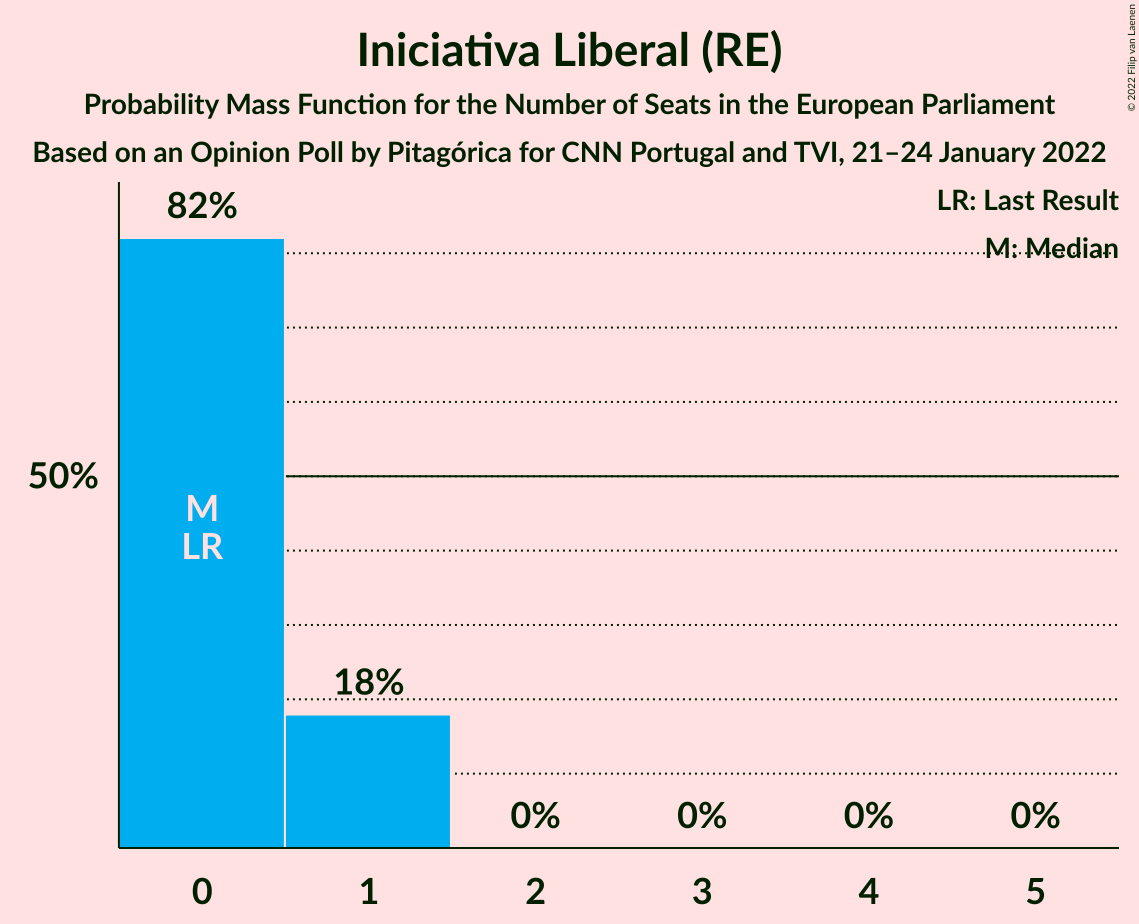 Iniciativa Liberal (RE)
Probability Mass Function for the Number of Seats in the European Parliament
Based on an Opinion Poll by Pitagórica for CNN Portugal and TVI, 21–24 January 2022
© 2022 Filip van Laenen
LR: Last Result
M: Median
82%
50%
M
LR
18%
0% 0% 0% 0%
0 1 2 3 4 5